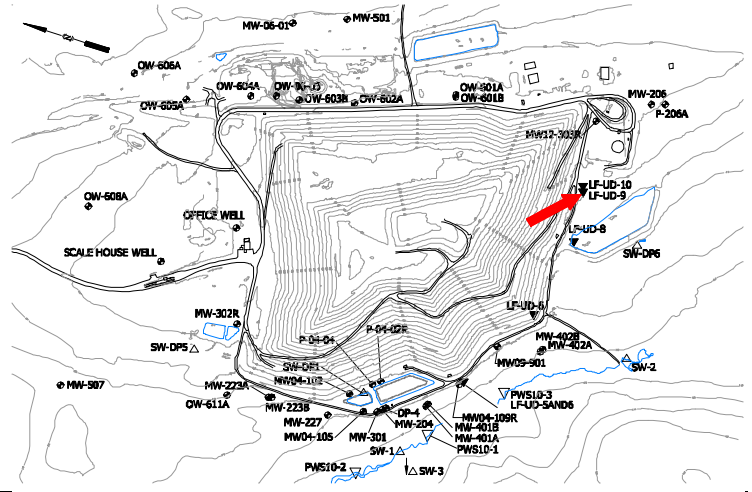 MW-06-01
MW-501
OW-606A
OW-604A
OW-603B
OW-602A
OW-601A
OW-601B
OW-605A
MW-206
P-206A
MW12-303R
LF-UD-10
LF-UD-9
OW-608A
OFFICE WELL
LF-UD-8
SCALE HOUSE WELL
SW-DP6
MW-302R
LF-UD-6
P-04-04
P-04-02R
SW-DP5
MW-402B
MW-402A
SW-DP1
MW09-901
SW-2
MW-907
MW-223A
MW04-102
OW-611A
MW-223B
PWS10-3
LF-UD-5AND6
MW-227
DP-4
MW04-109R
MW-204
MW-401B
MW04-105
MW-301
MW-401A
SW-1
PWS10-1
PWS10-2
SW-3